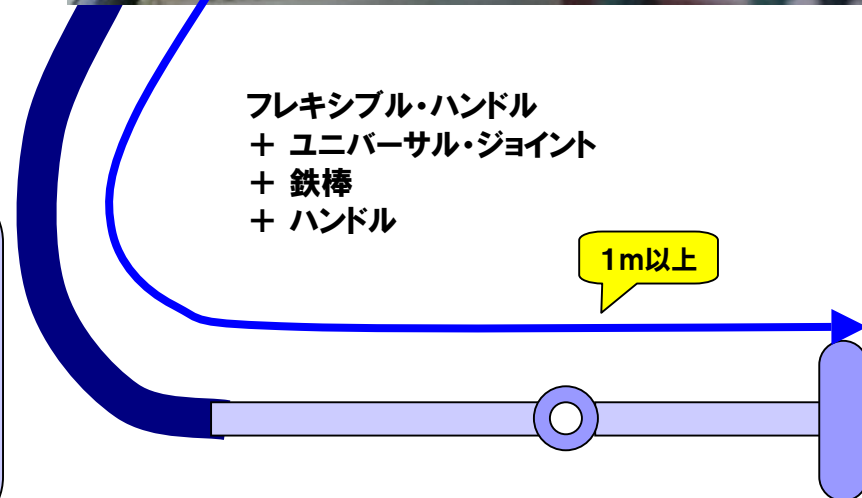 フレキシブル・ハンドル
＋ ユニバーサル・ジョイント
＋ 鉄棒
＋ ハンドル
1m以上